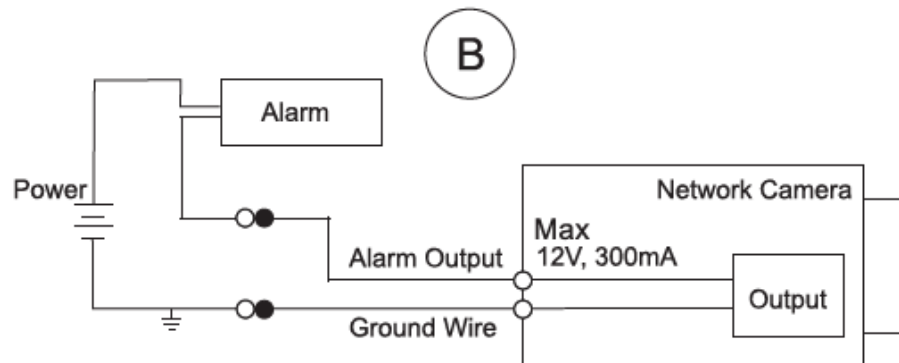 B
Alarm
Power
Network Camera
Max
12V, 300mA
Alarm Output
Output
Ground Wire